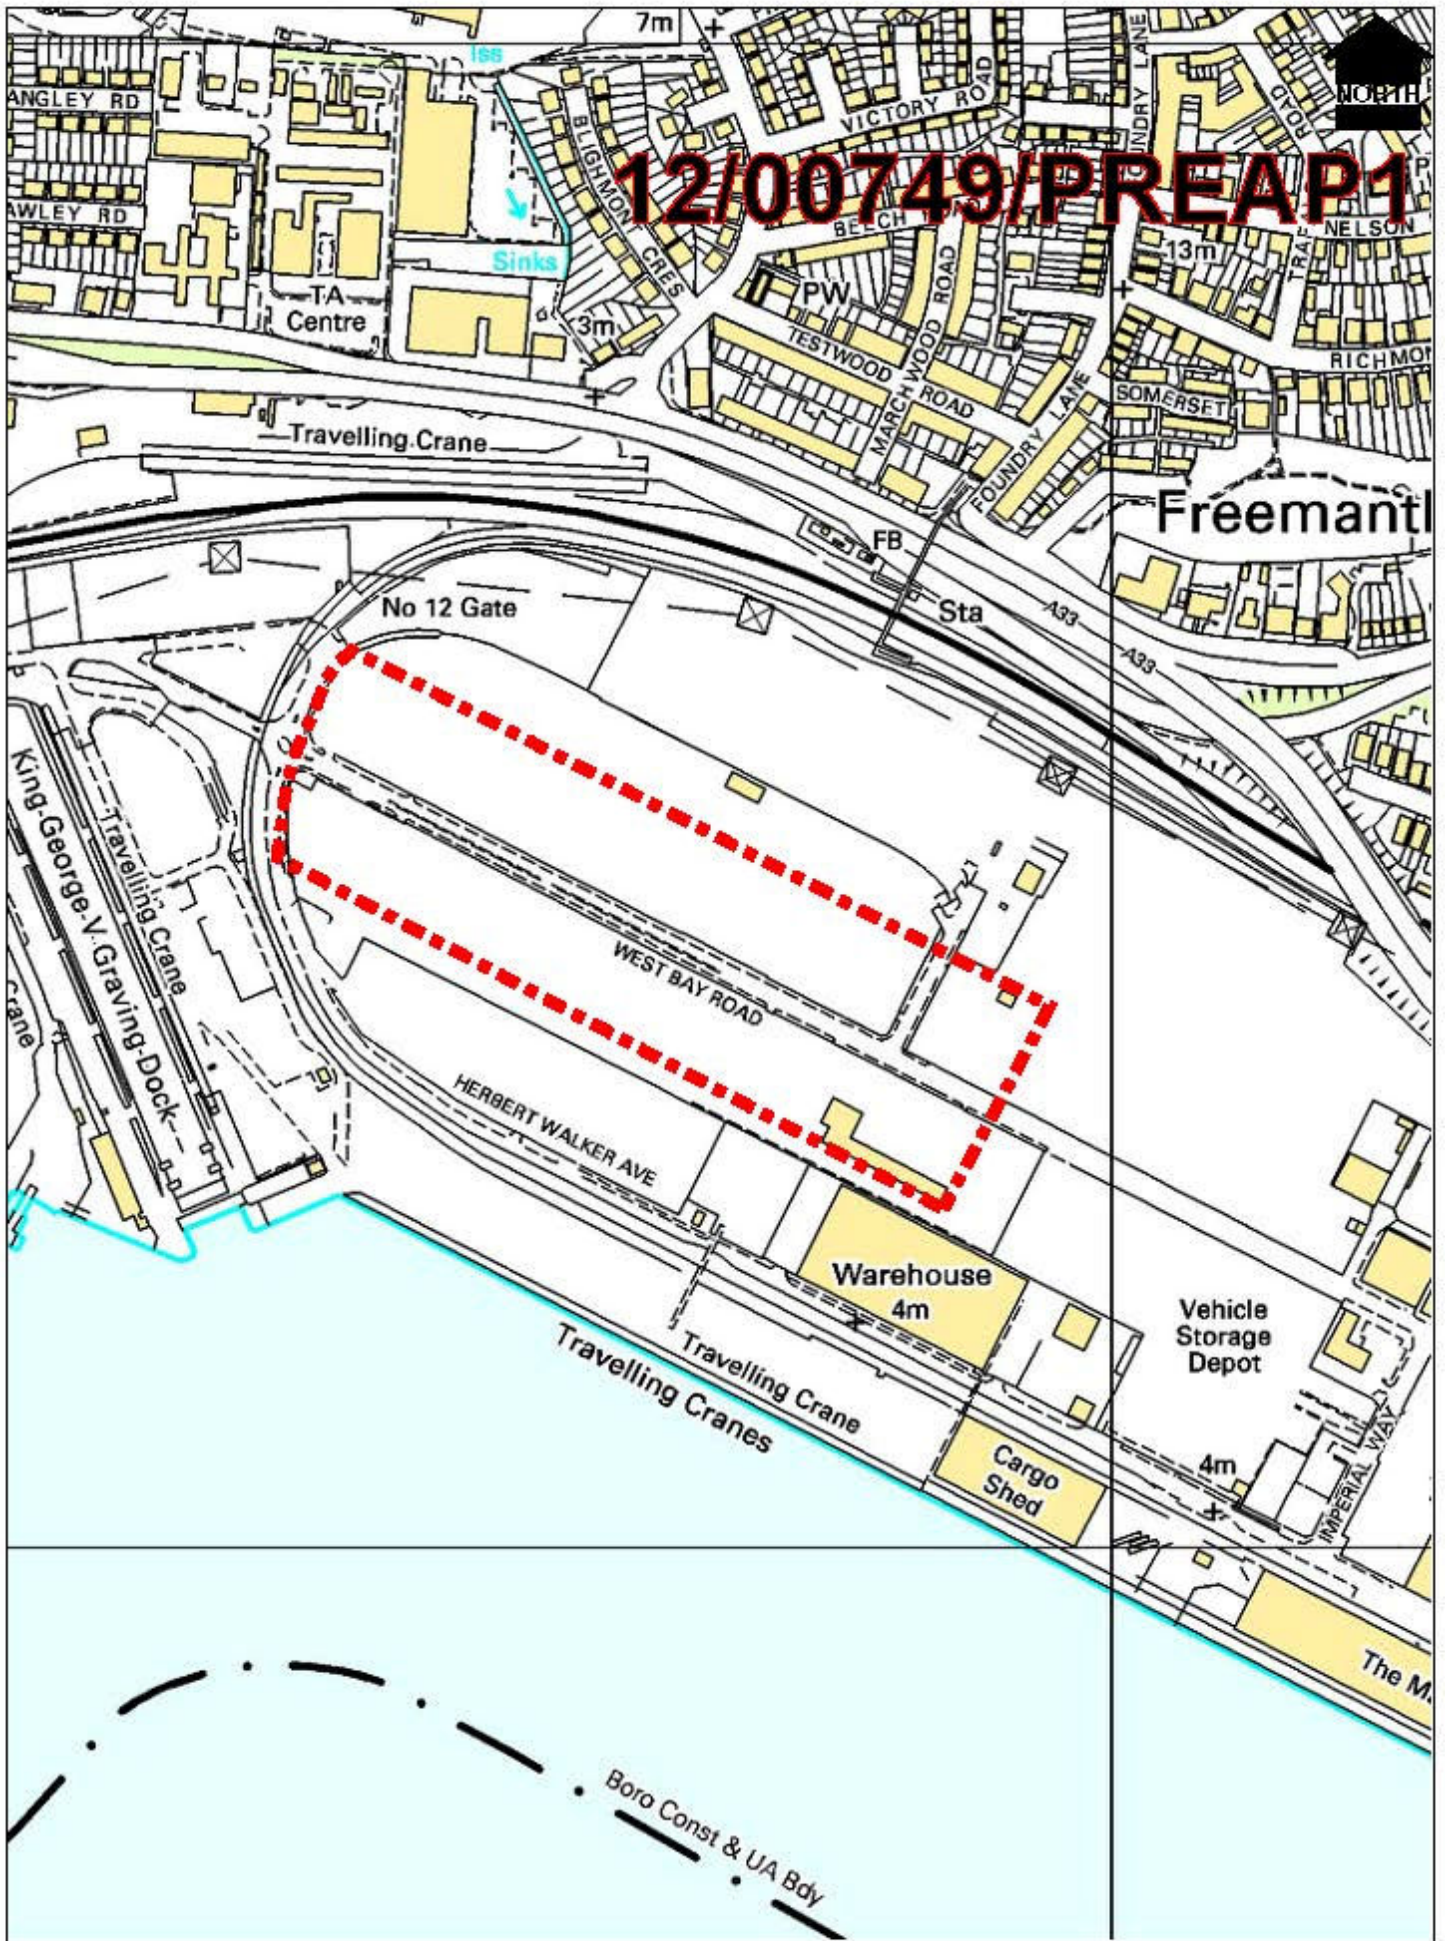 7m
Iss
NORTH
ANGLEY RD
VICTORY ROAD
NDRY LANE
ROAD
BLIGHMON CRES
12/00749/PREAP1
AWLEY RD
BEECH
NELSON
TRAF
13m
Sinks
TA
Centre
3m
PW
TESTWOOD ROAD
MARCHWOOD ROAD
RICHMON
SOMERSET
FOUNDRY LANE
Travelling Crane
Freemantl
FB
No 12 Gate
Sta
A33
A33
King George V Graving Dock
Travelling Crane
Crane
WEST BAY ROAD
HERBERT WALKER AVE
Warehouse
4m
Vehicle
Storage
Depot
Travelling Crane
Travelling Cranes
Cargo
Shed
4m
IMPERIAL WAY
The M
Boro Const & UA Bdy